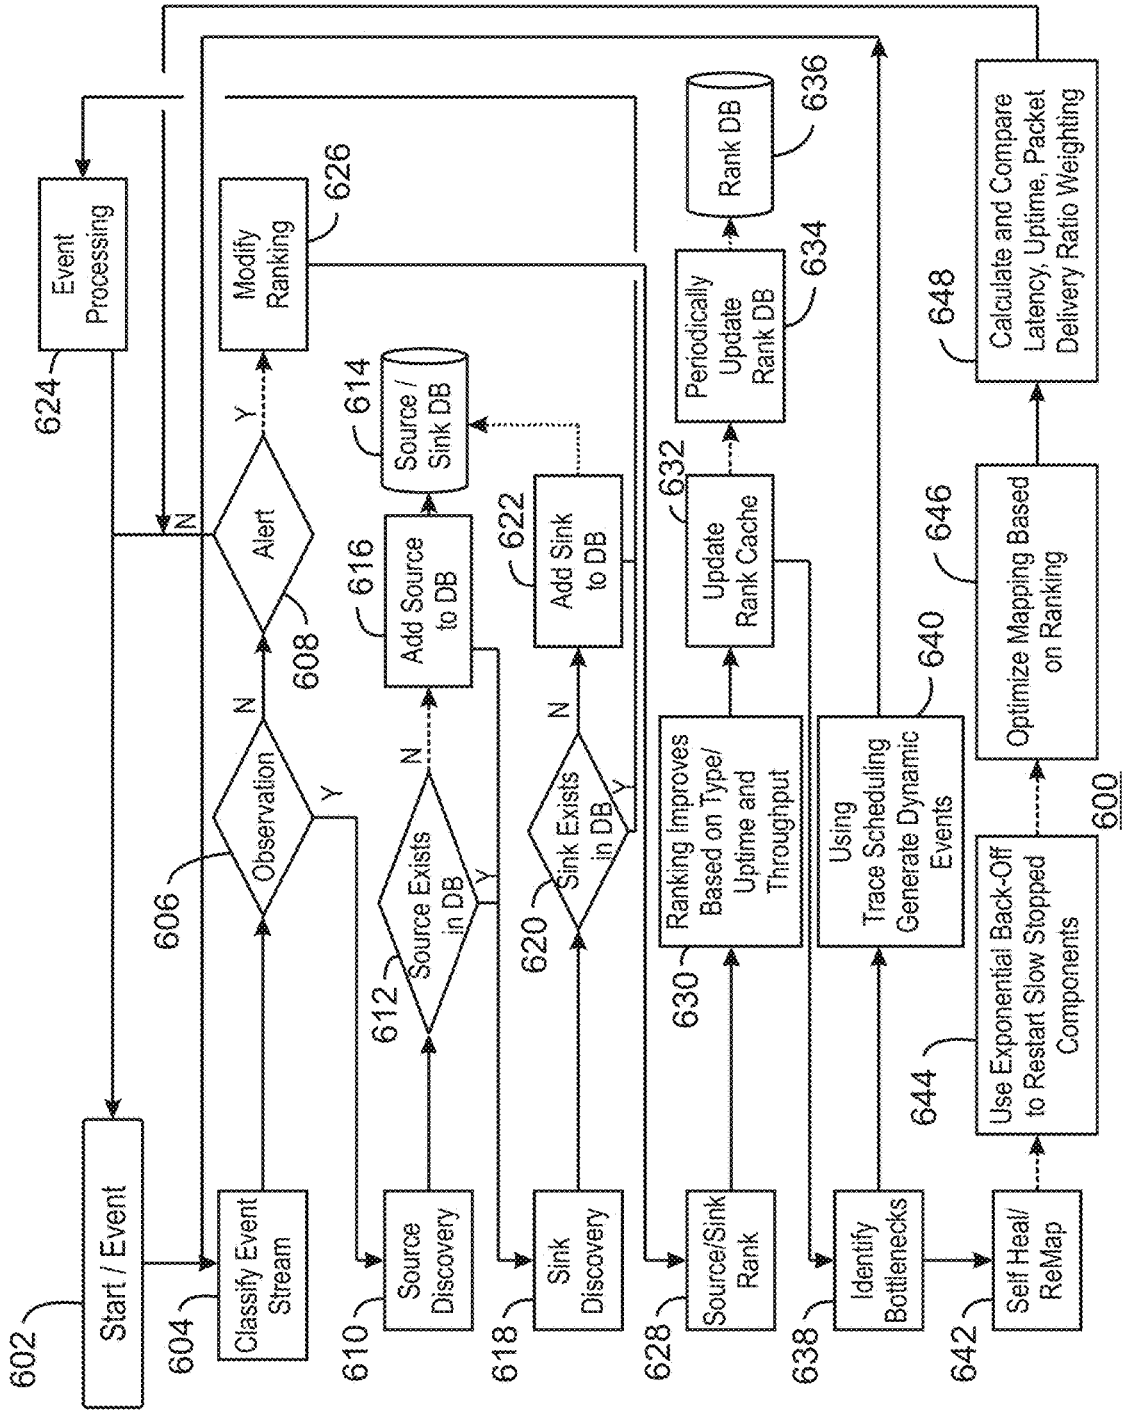 602
Start / Event
624
Event
Processing
604
Classify Event
Stream
606
Observation
N
Y
608
Alert
N
Y
626
Modify
Ranking
610
Source
Discovery
612
Source Exists
in DB
N
Y
616
Add Source
to DB
614
Source /
Sink DB
618
Sink
Discovery
620
Sink Exists
in DB
N
Y
622
Add Sink
to DB
628
Source/Sink
Rank
630
Ranking Improves
Based on Type/
Uptime and
Throughput
632
Update
Rank Cache
634
Periodically
Update
Rank DB
636
Rank DB
638
Identify
Bottlenecks
640
Using
Trace Scheduling
Generate Dynamic
Events
642
Self Heal/
ReMap
644
Use Exponential Back-Off
to Restart Slow Stopped
Components
646
Optimize Mapping Based
on Ranking
648
Calculate and Compare
Latency, Uptime, Packet
Delivery Ratio Weighting
600